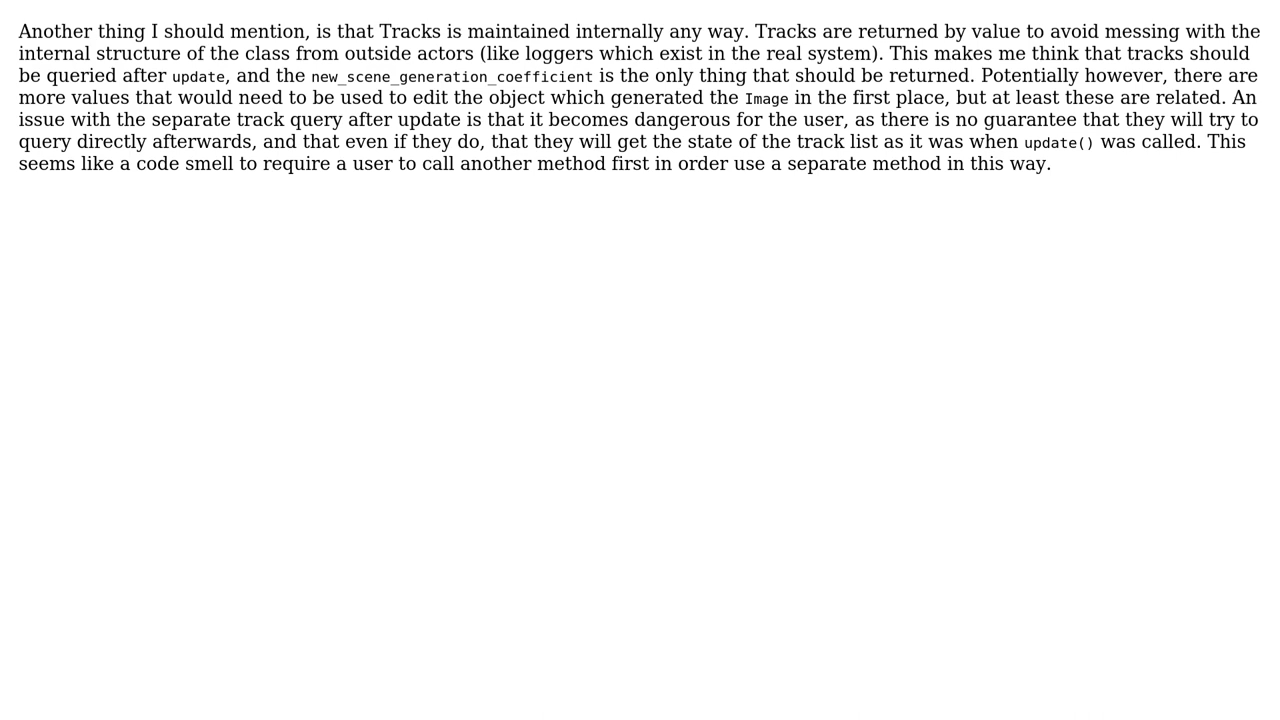 Another thing I should mention, is that Tracks is maintained internally any way. Tracks are returned by value to avoid messing with the
internal structure of the class from outside actors (like loggers which exist in the real system). This makes me think that tracks should
be queried after update, and the new_scene_generation_coefficient is the only thing that should be returned. Potentially however, there are
more values that would need to be used to edit the object which generated the Image in the first place, but at least these are related. An
issue with the separate track query after update is that it becomes dangerous for the user, as there is no guarantee that they will try to
query directly afterwards, and that even if they do, that they will get the state of the track list as it was when update() was called. This
seems like a code smell to require a user to call another method first in order use a separate method in this way.